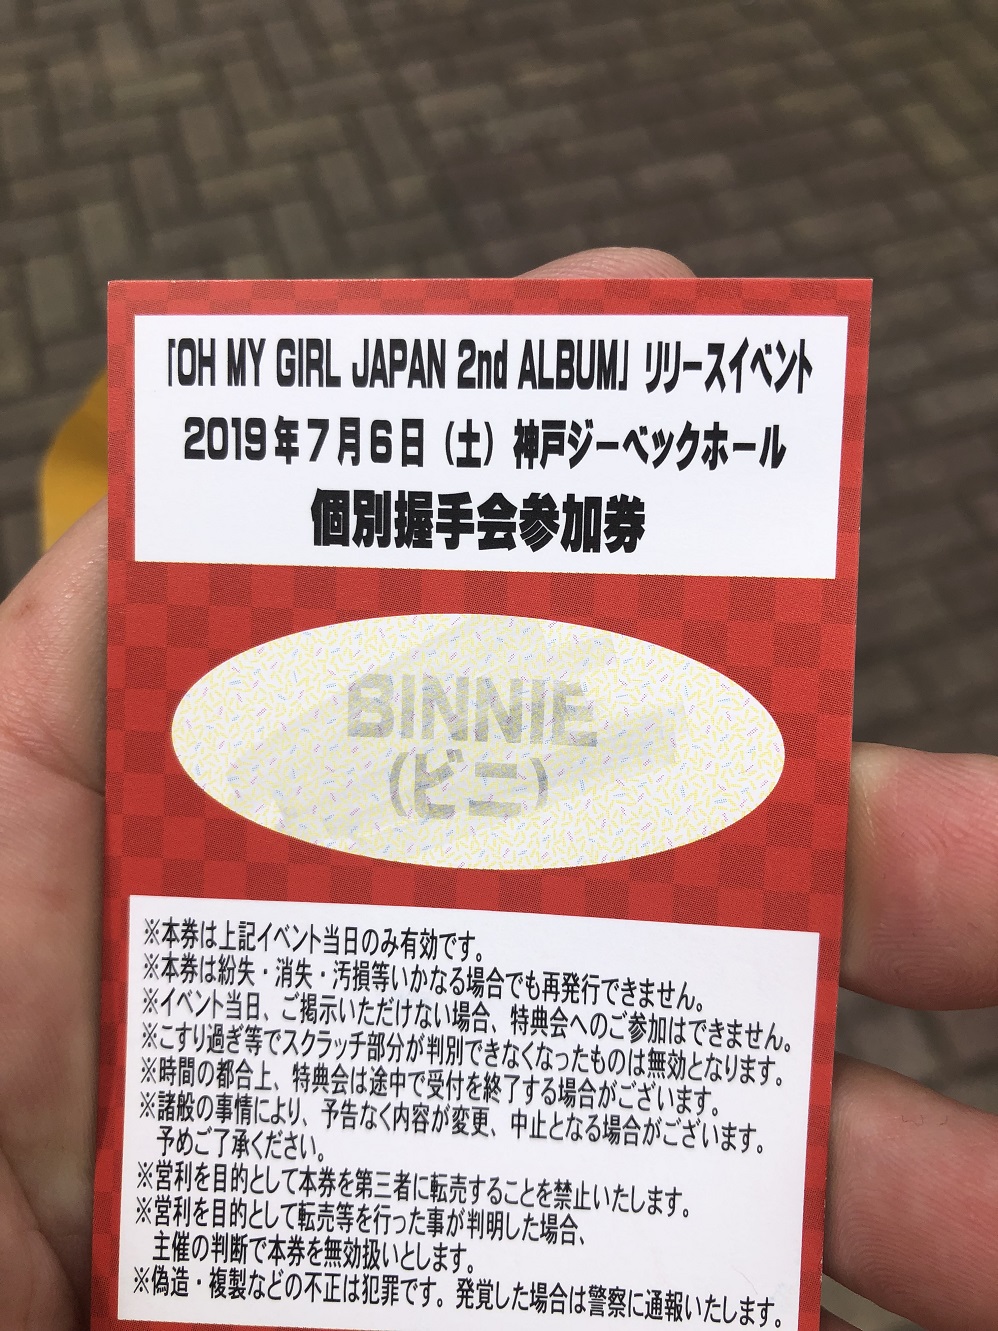 「OH MY GIRL JAPAN 2nd ALBUM」リリースイベント
2019年7月6日（土）神戸ジーベックホール
個別握手会参加券
BINNIE
（ビニ）
※本券は上記イベント当日のみ有効です。
※本券は紛失・消失・汚損等いかなる場合でも再発行できません。
※イベント当日、ご掲示いただけない場合、特典会へのご参加はできません。
※こすり過ぎ等でスクラッチ部分が判別できなくなったものは無効となります。
※時間の都合上、特典会は途中で受付を終了する場合がございます。
※諸般の事情により、予告なく内容が変更、中止となる場合がございます。
予めご了承ください。
※営利を目的として本券を第三者に転売することを禁止いたします。
※営利を目的として転売等を行った事が判明した場合、
主催の判断で本券を無効扱いとします。
※偽造・複製などの不正は犯罪です。発覚した場合は警察に通報いたします。